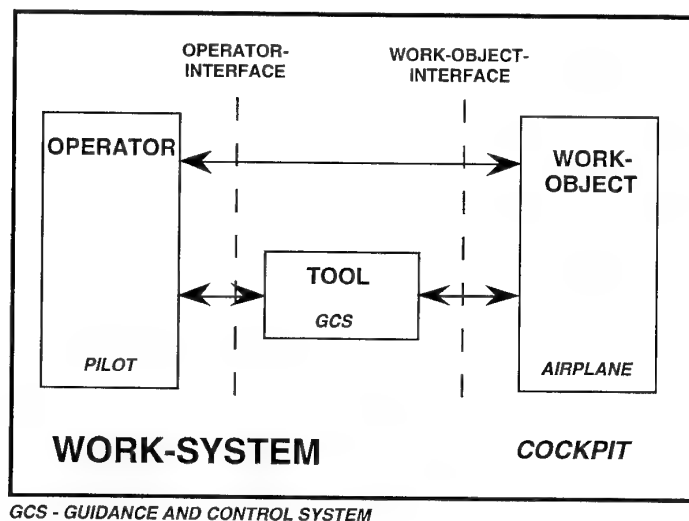 OPERATOR-
INTERFACE
WORK-OBJECT-
INTERFACE
OPERATOR
WORK-
OBJECT
TOOL
GCS
PILOT
AIRPLANE
WORK-SYSTEM
COCKPIT
GCS - GUIDANCE AND CONTROL SYSTEM